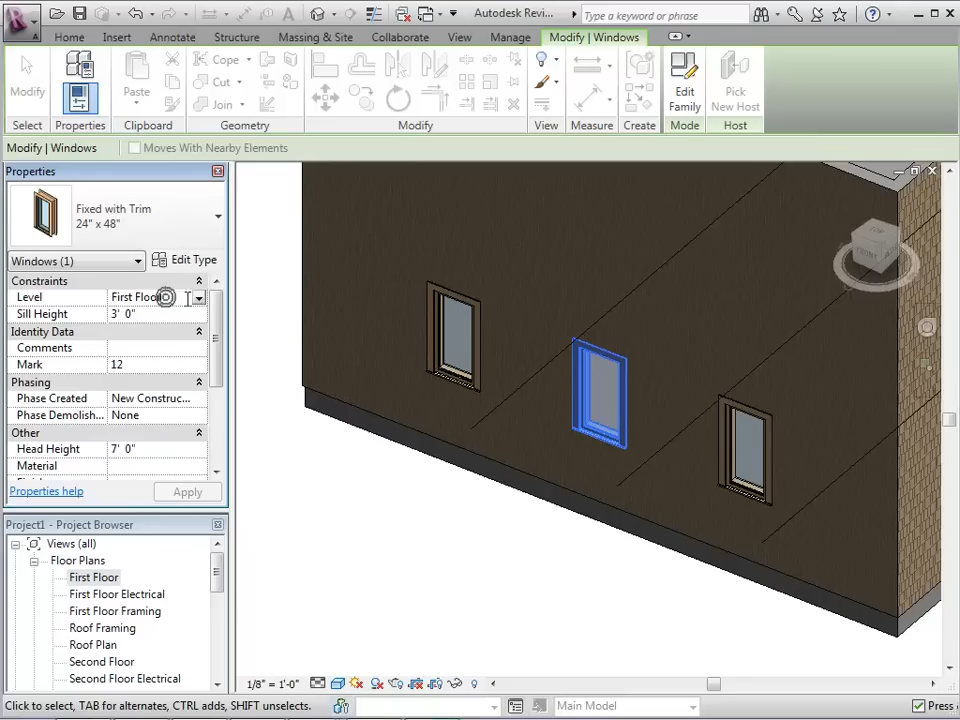 Autodesk Revi... Type a keyword or phrase
Home Insert Annotate Structure Massing & Site Collaborate View Manage Modify | Windows
Modify Paste Cope Cut Join Edit Family Pick New Host
Select Properties Clipboard Geometry Modify View Measure Create Mode Host
Modify | Windows Moves With Nearby Elements
Properties
Fixed with Trim
24" x 48"
Windows (1) Edit Type
Constraints
Level First Floo
Sill Height 3' 0"
Identity Data
Comments
Mark 12
Phasing
Phase Created New Construc...
Phase Demolish... None
Other
Head Height 7' 0"
Material
Properties help Apply
Project1 - Project Browser
Views (all)
Floor Plans
First Floor
First Floor Electrical
First Floor Framing
Roof Framing
Roof Plan
Second Floor
Second Floor Electrical
TOP
FRONT
1/8" = 1'-0"
Click to select, TAB for alternates, CTRL adds, SHIFT unselects. Main Model Press